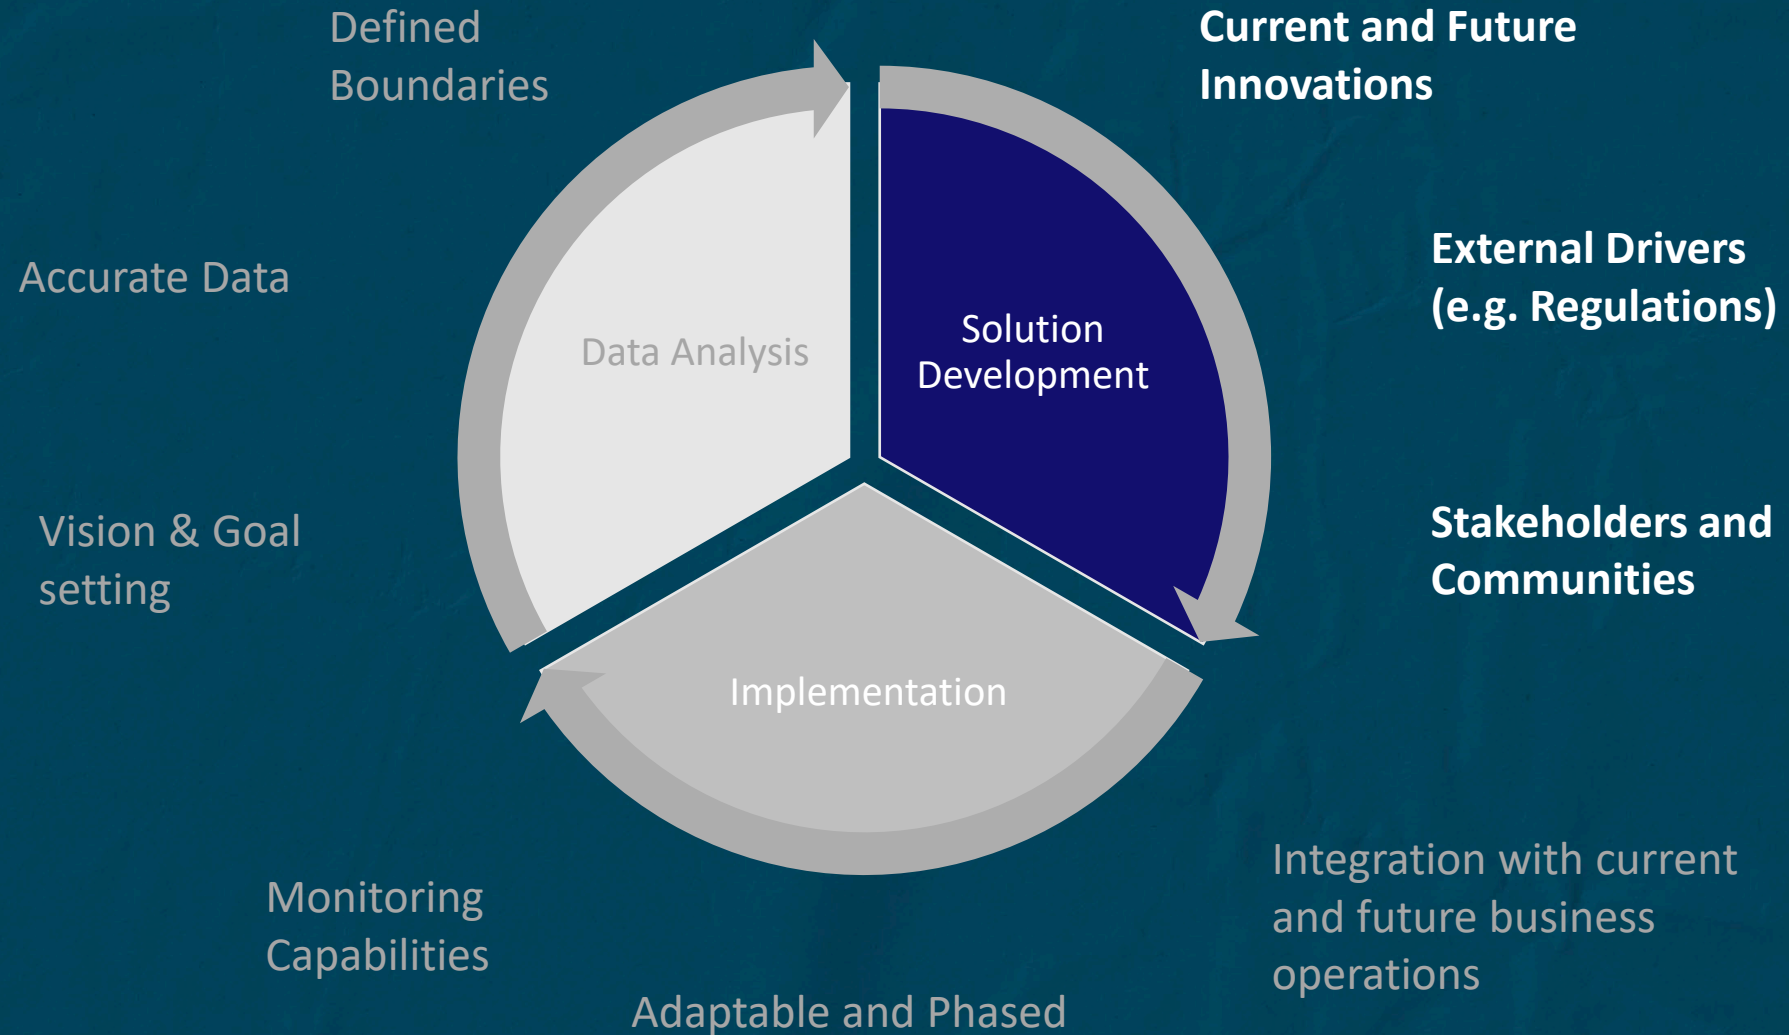 Defined
Boundaries
Current and Future
Innovations
Accurate Data
External Drivers
(e.g. Regulations)
Data Analysis
Solution
Development
Vision & Goal
setting
Stakeholders and
Communities
Implementation
Monitoring
Capabilities
Integration with current
and future business
operations
Adaptable and Phased